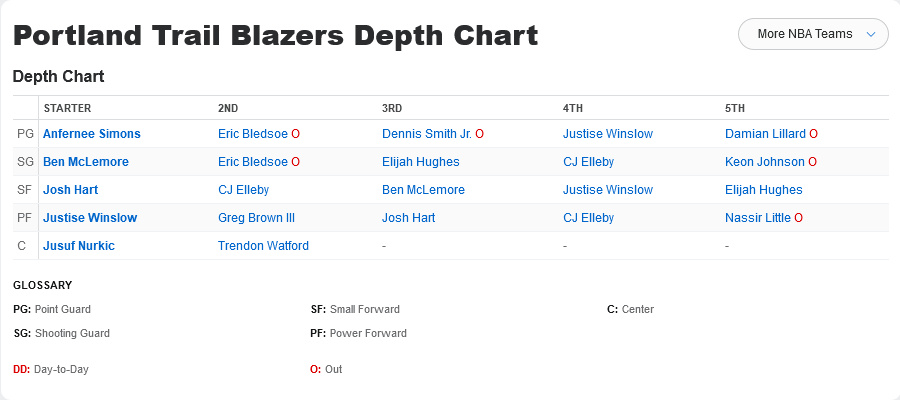 Portland Trail Blazers Depth Chart
More NBA Teams
Depth Chart
STARTER 2ND 3RD 4TH 5TH
PG Anfernee Simons Eric Bledsoe O Dennis Smith Jr. O Justise Winslow Damian Lillard O
SG Ben McLemore Eric Bledsoe O Elijah Hughes CJ Elleby Keon Johnson O
SF Josh Hart CJ Elleby Ben McLemore Justise Winslow Elijah Hughes
PF Justise Winslow Greg Brown III Josh Hart CJ Elleby Nassir Little O
C Jusuf Nurkic Trendon Watford - - -
GLOSSARY
PG: Point Guard SF: Small Forward C: Center
SG: Shooting Guard PF: Power Forward
DD: Day-to-Day O: Out